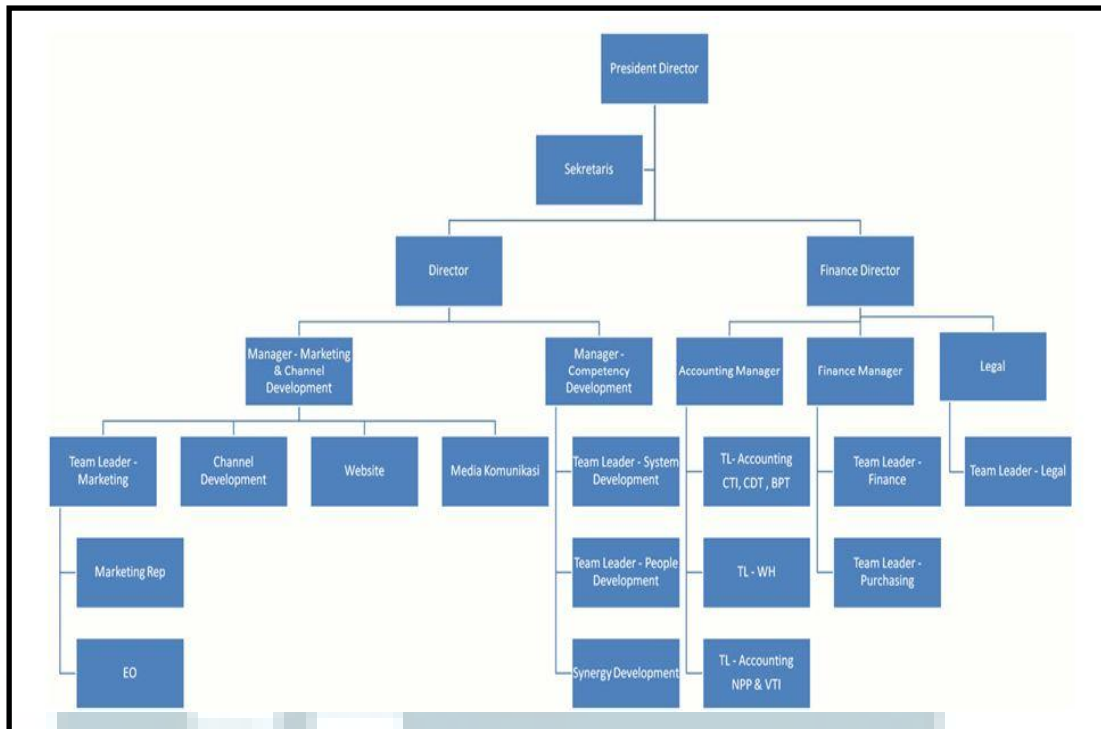 President Director
Sekretaris
Director
Finance Director
Manager - Marketing
& Channel
Development
Manager -
Competency
Development
Accounting Manager
Finance Manager
Legal
Team Leader -
Marketing
Channel
Development
Website
Media Komunikasi
Team Leader - System
Development
TL- Accounting
CTI, CDT , BPT
Team Leader -
Finance
Team Leader - Legal
Marketing Rep
Team Leader - People
Development
TL - WH
Team Leader -
Purchasing
EO
Synergy Development
TL - Accounting
NPP & VTI